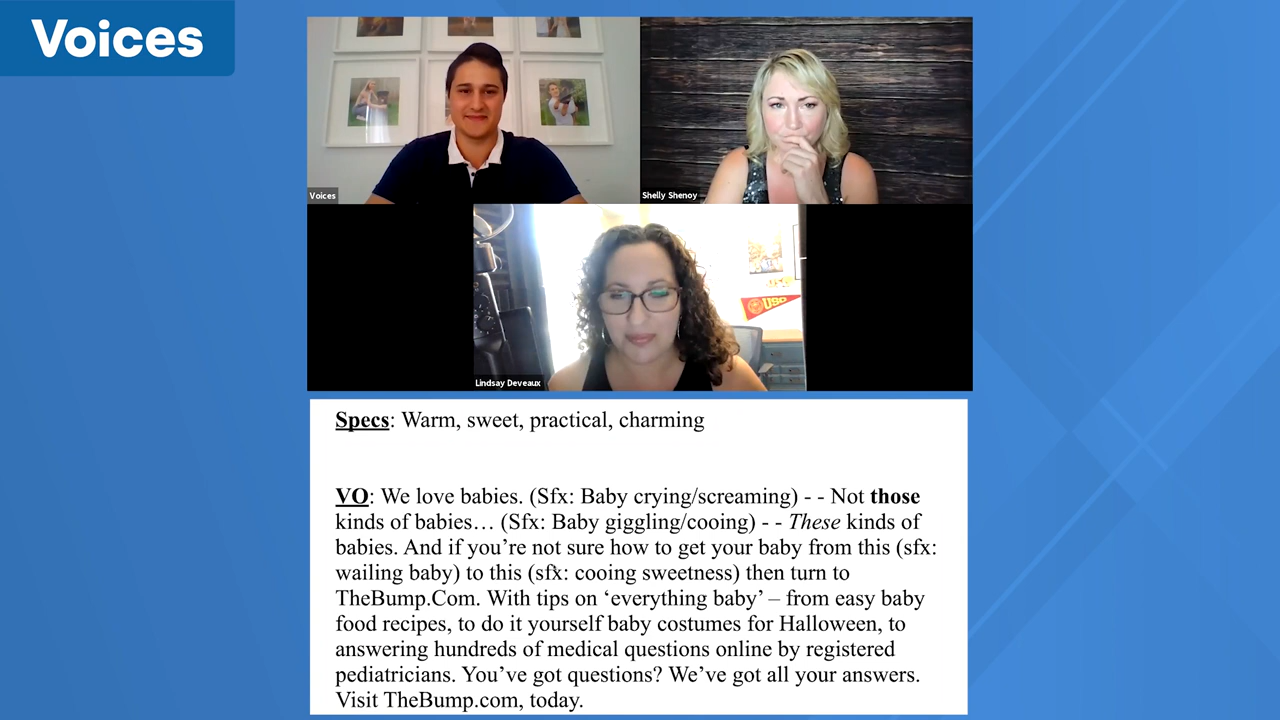 Voices
Voices
Shelly Shenoy
USC
Lindsay Deveaux
Specs: Warm, sweet, practical, charming
VO: We love babies. (Sfx: Baby crying/screaming) - - Not those
kinds of babies… (Sfx: Baby giggling/cooing) - - These kinds of
babies. And if you’re not sure how to get your baby from this (sfx:
wailing baby) to this (sfx: cooing sweetness) then turn to
TheBump.Com. With tips on ‘everything baby’ – from easy baby
food recipes, to do it yourself baby costumes for Halloween, to
answering hundreds of medical questions online by registered
pediatricians. You’ve got questions? We’ve got all your answers.
Visit TheBump.com, today.